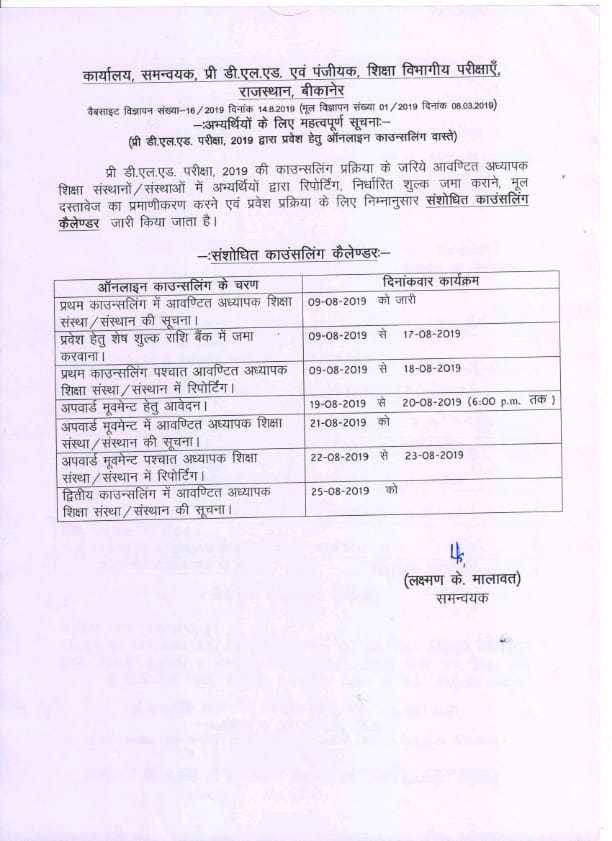 कार्यालय, समन्वयक, प्री डी.एल.एड. एवं पंजीयक, शिक्षा विभागीय परीक्षाएँ,
राजस्थान, बीकानेर
वैबसाइट विज्ञापन संख्या–16/2019 दिनांक 14.8.2019 (मूल विज्ञापन संख्या 01/2019 दिनांक 08.03.2019)
–:अभ्यर्थियों के लिए महत्वपूर्ण सूचना:–
(प्री डी.एल.एड. परीक्षा, 2019 द्वारा प्रवेश हेतु ऑनलाइन काउन्सलिंग वास्ते)
प्री डी.एल.एड. परीक्षा, 2019 की काउन्सलिंग प्रक्रिया के जरिये आवण्टित अध्यापक
शिक्षा संस्थानों/संस्थाओं में अभ्यर्थियों द्वारा रिपोर्टिंग, निर्धारित शुल्क जमा कराने, मूल
दस्तावेज का प्रमाणीकरण करने एवं प्रवेश प्रक्रिया के लिए निम्नानुसार संशोधित काउंसलिंग
कैलेण्डर जारी किया जाता है।
–:संशोधित काउंसलिंग कैलेण्डर:–
ऑनलाइन काउन्सलिंग के चरण दिनांकवार कार्यक्रम
प्रथम काउन्सलिंग में आवण्टित अध्यापक शिक्षा 09-08-2019 को जारी
संस्था/संस्थान की सूचना।
प्रवेश हेतु शेष शुल्क राशि बैंक में जमा 09-08-2019 से 17-08-2019
करवाना।
प्रथम काउन्सलिंग पश्चात आवण्टित अध्यापक 09-08-2019 से 18-08-2019
शिक्षा संस्था/संस्थान में रिपोर्टिंग।
अपवार्ड मूवमेन्ट हेतु आवेदन। 19-08-2019 से 20-08-2019 (6:00 p.m. तक )
अपवार्ड मूवमेन्ट में आवण्टित अध्यापक शिक्षा 21-08-2019 को
संस्था/संस्थान की सूचना।
अपवार्ड मूवमेन्ट पश्चात अध्यापक शिक्षा 22-08-2019 से 23-08-2019
संस्था/संस्थान में रिपोर्टिंग।
द्वितीय काउन्सलिंग में आवण्टित अध्यापक 25-08-2019 को
शिक्षा संस्था/संस्थान की सूचना।
(लक्ष्मण के. मालावत)
समन्वयक